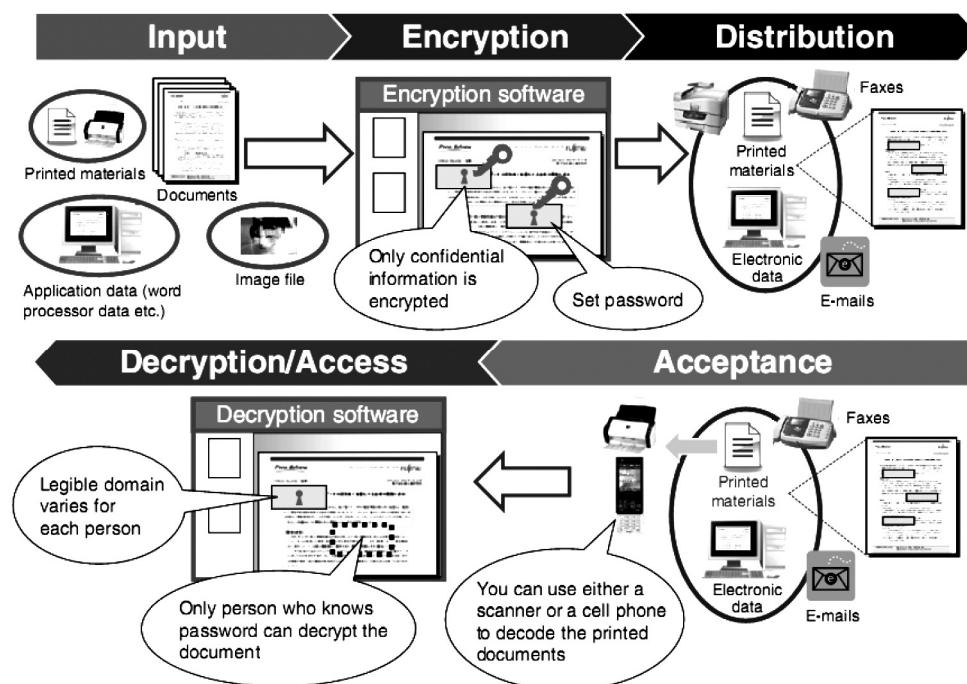 Input
Encryption
Distribution
Encryption software
Printed materials
Documents
Application data (word
processor data etc.)
Image file
Only confidential
information is
encrypted
Set password
Faxes
Printed
materials
Electronic
data
E-mails
Decryption/Access
Acceptance
Decryption software
Legible domain
varies for
each person
Only person who knows
password can decrypt the
document
You can use either a
scanner or a cell phone
to decode the printed
documents
Faxes
Printed
materials
Electronic
data
E-mails